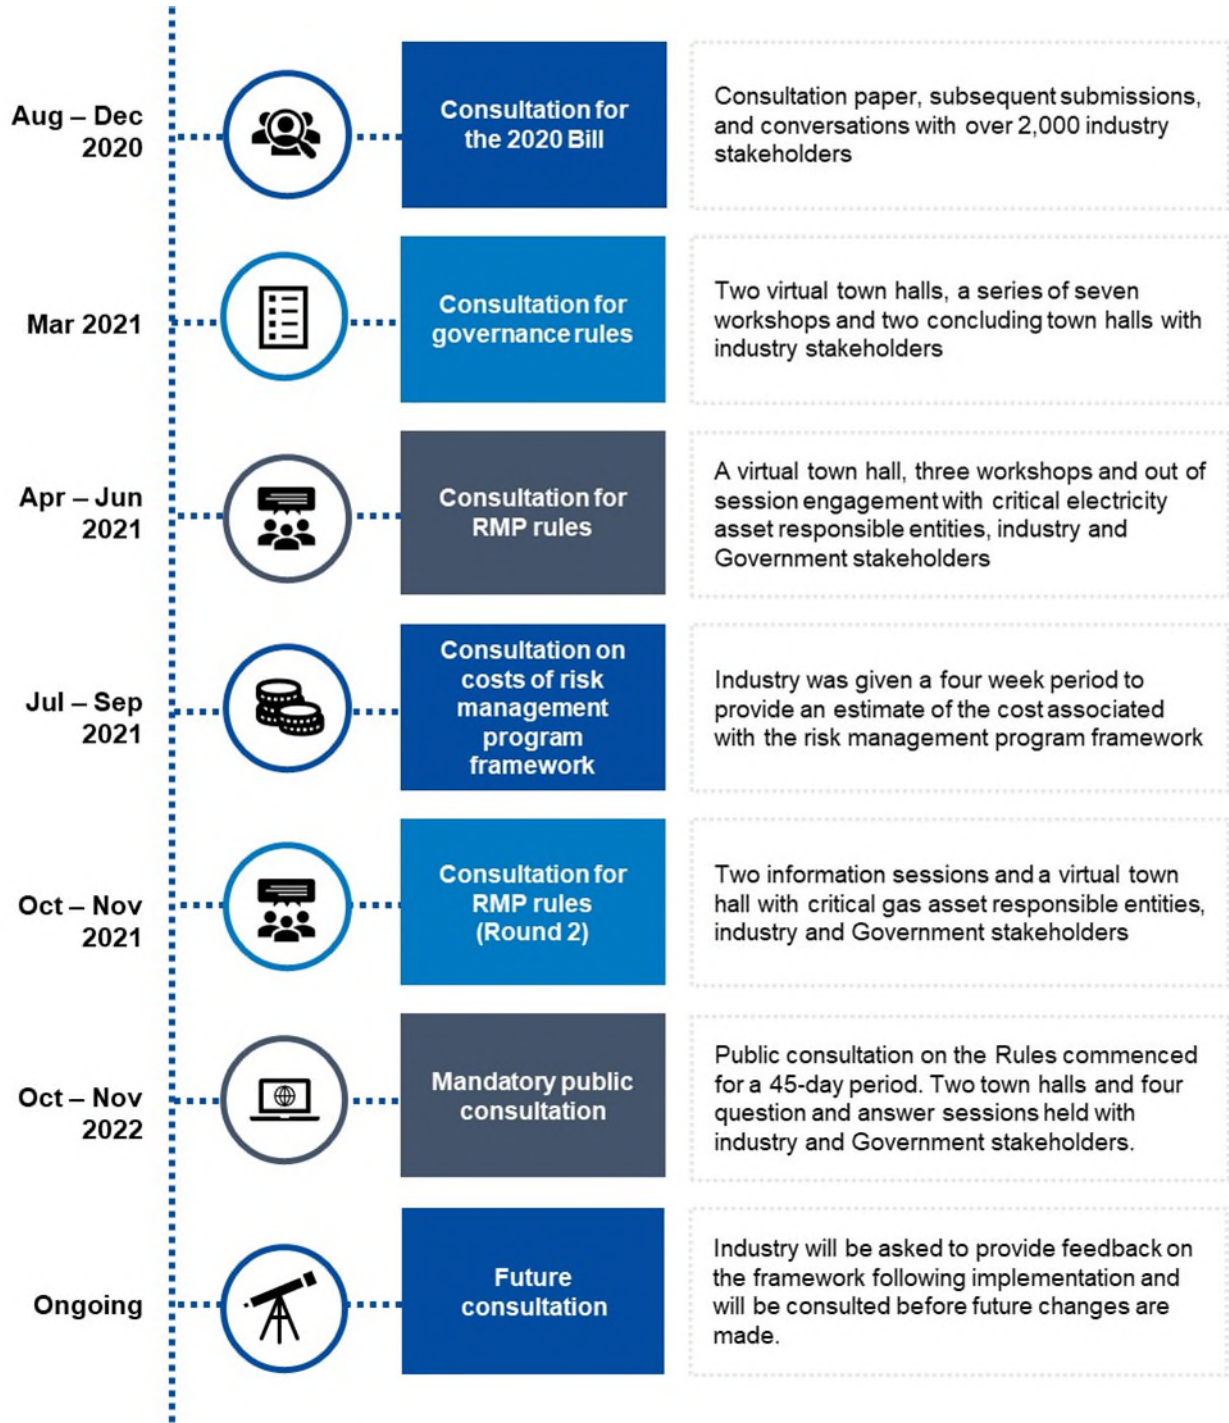 Aug – Dec
2020
Consultation for
the 2020 Bill
Consultation paper, subsequent submissions,
and conversations with over 2,000 industry
stakeholders
Mar 2021
Consultation for
governance rules
Two virtual town halls, a series of seven
workshops and two concluding town halls with
industry stakeholders
Apr – Jun
2021
Consultation for
RMP rules
A virtual town hall, three workshops and out of
session engagement with critical electricity
asset responsible entities, industry and
Government stakeholders
Jul – Sep
2021
Consultation on
costs of risk
management
program
framework
Industry was given a four week period to
provide an estimate of the cost associated
with the risk management program framework
Oct – Nov
2021
Consultation for
RMP rules
(Round 2)
Two information sessions and a virtual town
hall with critical gas asset responsible entities,
industry and Government stakeholders
Oct – Nov
2022
Mandatory public
consultation
Public consultation on the Rules commenced
for a 45-day period. Two town halls and four
question and answer sessions held with
industry and Government stakeholders.
Ongoing
Future
consultation
Industry will be asked to provide feedback on
the framework following implementation and
will be consulted before future changes are
made.